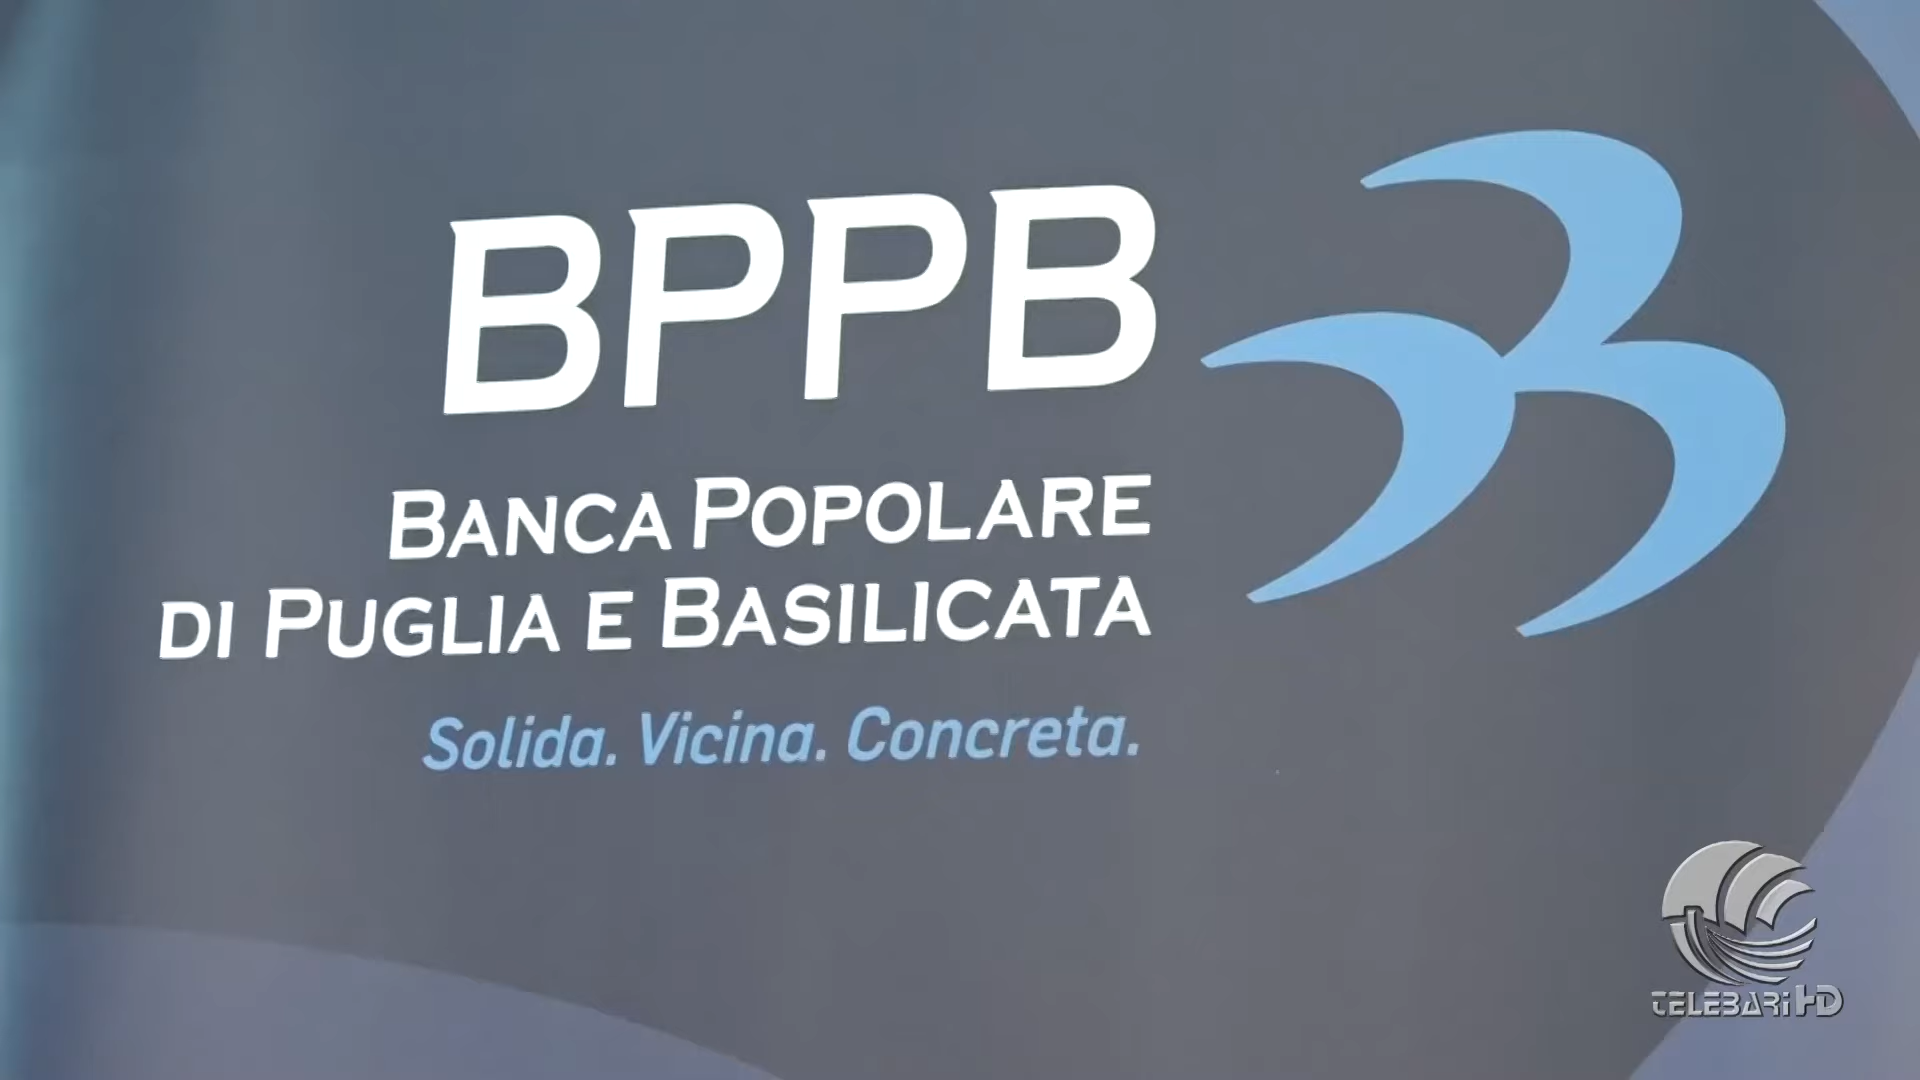 BPPB
BANCA POPOLARE
DI PUGLIA E BASILICATA
Solida. Vicina. Concreta.
TELEBARI HD